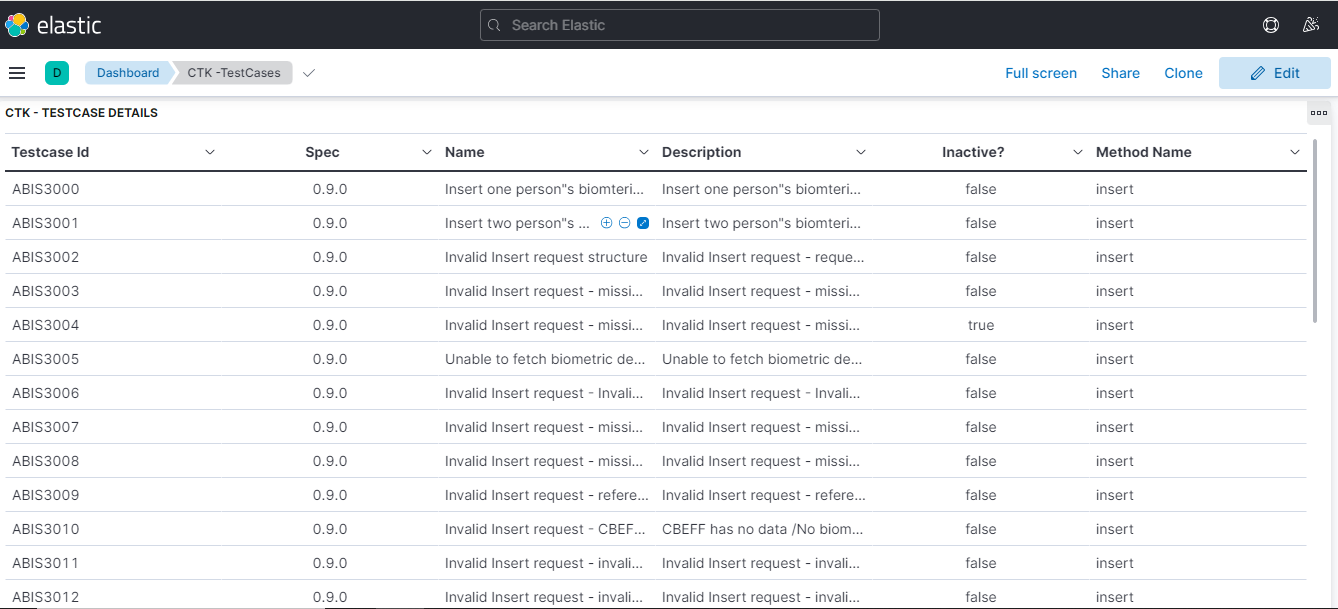 elastic Search Elastic
D Dashboard CTK -TestCases Full screen Share Clone Edit
CTK - TESTCASE DETAILS
Testcase Id Spec Name Description Inactive? Method Name
ABIS3000 0.9.0 Insert one person"s biomteri... Insert one person"s biomteri... false insert
ABIS3001 0.9.0 Insert two person"s ... Insert two person"s biomteri... false insert
ABIS3002 0.9.0 Invalid Insert request structure Invalid Insert request - reque... false insert
ABIS3003 0.9.0 Invalid Insert request - missi... Invalid Insert request - missi... false insert
ABIS3004 0.9.0 Invalid Insert request - missi... Invalid Insert request - missi... true insert
ABIS3005 0.9.0 Unable to fetch biometric de... Unable to fetch biometric de... false insert
ABIS3006 0.9.0 Invalid Insert request - Invali... Invalid Insert request - Invali... false insert
ABIS3007 0.9.0 Invalid Insert request - missi... Invalid Insert request - missi... false insert
ABIS3008 0.9.0 Invalid Insert request - missi... Invalid Insert request - missi... false insert
ABIS3009 0.9.0 Invalid Insert request - refere... Invalid Insert request - refere... false insert
ABIS3010 0.9.0 Invalid Insert request - CBEF... CBEFF has no data /No biom... false insert
ABIS3011 0.9.0 Invalid Insert request - invali... Invalid Insert request - invali... false insert
ABIS3012 0.9.0 Invalid Insert request - invali... Invalid Insert request - invali... false insert